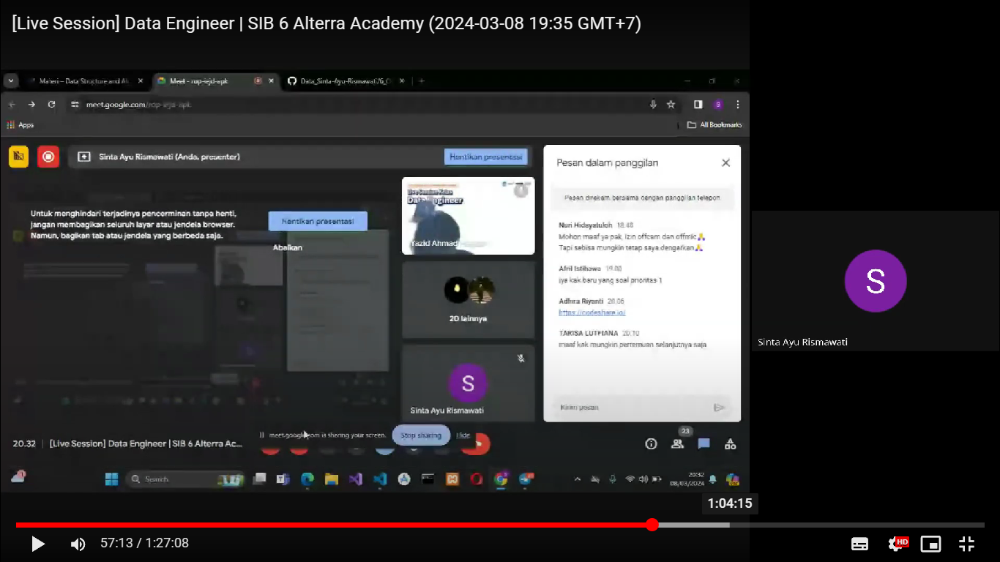 [Live Session] Data Engineer | SIB 6 Alterra Academy (2024-03-08 19:35 GMT+7)
Materi – Data Structure and Al
Meet - rop-iejd-apk
Data_Sinta-Ayu-Rismawati/6_
meet.google.com/rop-iejd-apk
Apps
All Bookmarks
Sinta Ayu Rismawati (Anda, presenter)
Hentikan presentasi
Untuk menghindari terjadinya pencerminan tanpa henti,
jangan membagikan seluruh layar atau jendela browser.
Namun, bagikan tab atau jendela yang berbeda saja.
Hentikan presentasi
Abaikan
Live Session Kelas
Data Engineer
Yazid Ahmad
20 lainnya
S
Sinta Ayu Rismawati
Pesan dalam panggilan
Pesan direkam bersama dengan panggilan telepon
Nuri Hidayatuloh 18.48
Mohon maaf ya pak, izin offcam dan offmic🙏
Tapi sebisa mungkin tetap saya dengarkan🙏
Afril Istihawa 19.00
iya kak baru yang soal prioritas 1
Adhira Riyanti 20.06
https://codeshare.io/
TARISA LUTFIANA 20.10
maaf kak mungkin pertemuan selanjutnya saja
Kirim pesan
20.32 | [Live Session] Data Engineer | SIB 6 Alterra Ac...
meet.google.com is sharing your screen.
Stop sharing
Hide
23
Search
20:32
08/03/2024
S
Sinta Ayu Rismawati
1:04:15
57:13 / 1:27:08
HD